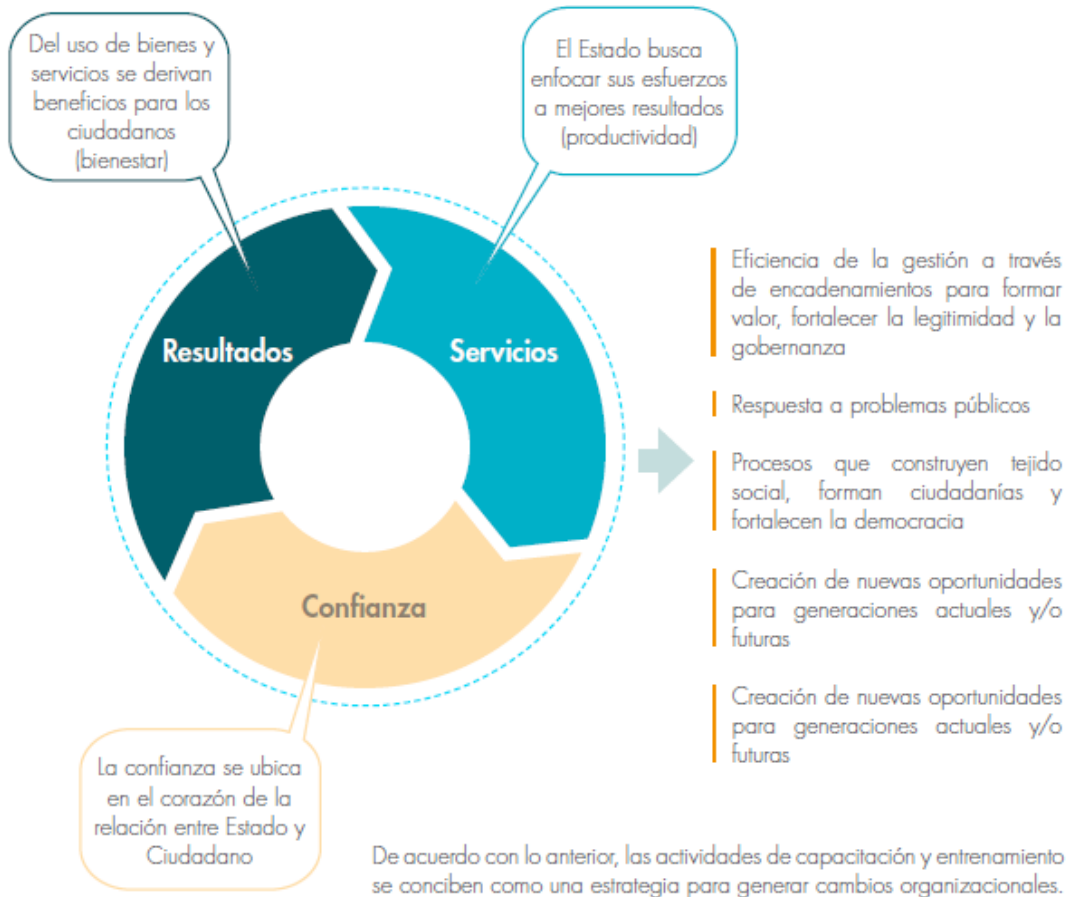 Del uso de bienes y
servicios se derivan
beneficios para los
ciudadanos
(bienestar)
El Estado busca
enfocar sus esfuerzos
a mejores resultados
(productividad)
Resultados
Servicios
Confianza
La confianza se ubica
en el corazón de la
relación entre Estado y
Ciudadano
Eficiencia de la gestión a través
de encadenamientos para formar
valor, fortalecer la legitimidad y la
gobernanza
Respuesta a problemas públicos
Procesos que construyen tejido
social, forman ciudadanías y
fortalecen la democracia
Creación de nuevas oportunidades
para generaciones actuales y/o
futuras
Creación de nuevas oportunidades
para generaciones actuales y/o
futuras
De acuerdo con lo anterior, las actividades de capacitación y entrenamiento
se conciben como una estrategia para generar cambios organizacionales.